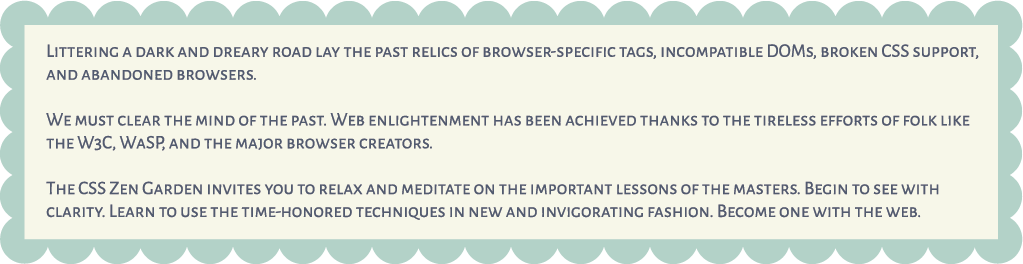 Littering a dark and dreary road lay the past relics of browser-specific tags, incompatible DOMs, broken CSS support,
and abandoned browsers.
We must clear the mind of the past. Web enlightenment has been achieved thanks to the tireless efforts of folk like
the W3C, WaSP, and the major browser creators.
The CSS Zen Garden invites you to relax and meditate on the important lessons of the masters. Begin to see with
clarity. Learn to use the time-honored techniques in new and invigorating fashion. Become one with the web.